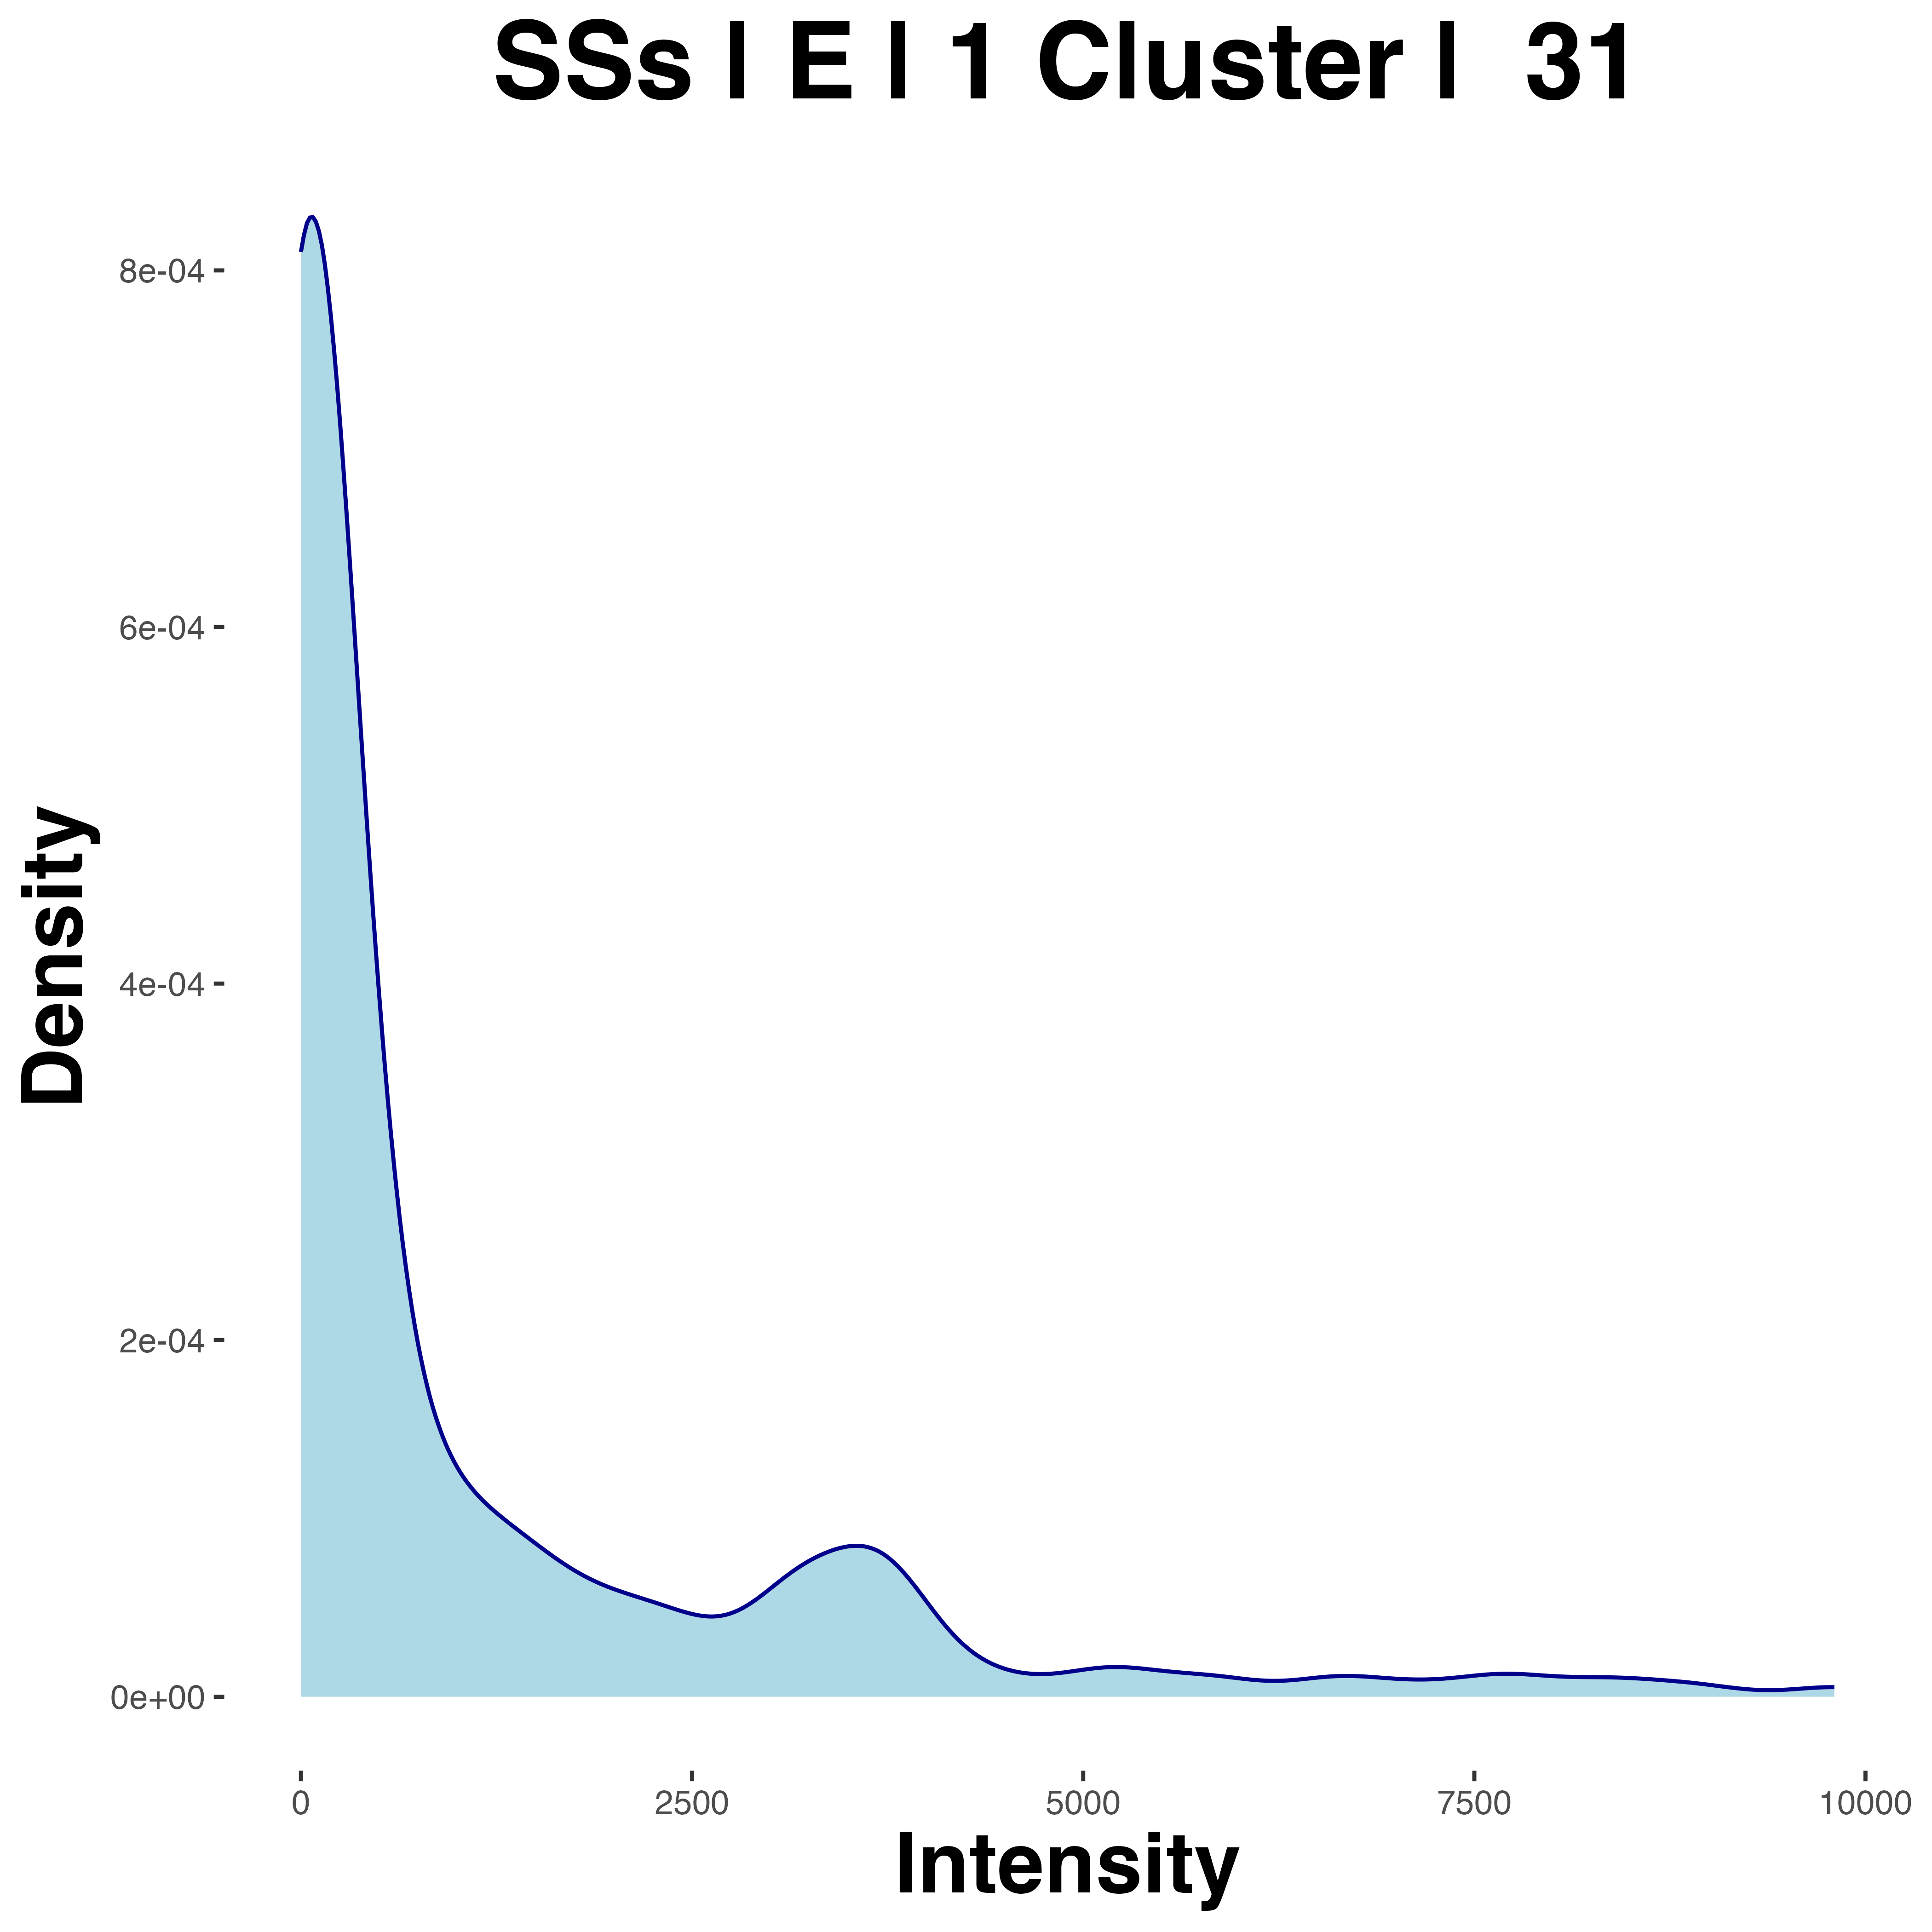 SSs | E | 1 Cluster | 31
8e-04
6e-04
4e-04
2e-04
0e+00
Density
0 2500 5000 7500 10000
Intensity